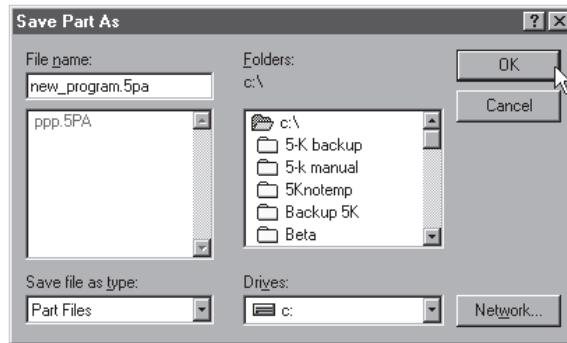 Save Part As
File name:
new_program.5pa
ppp.5PA
Save file as type:
Part Files
Folders:
c:\
c:\
5-K backup
5-k manual
5Knotemp
Backup 5K
Beta
Drives:
c:
OK
Cancel
Network...